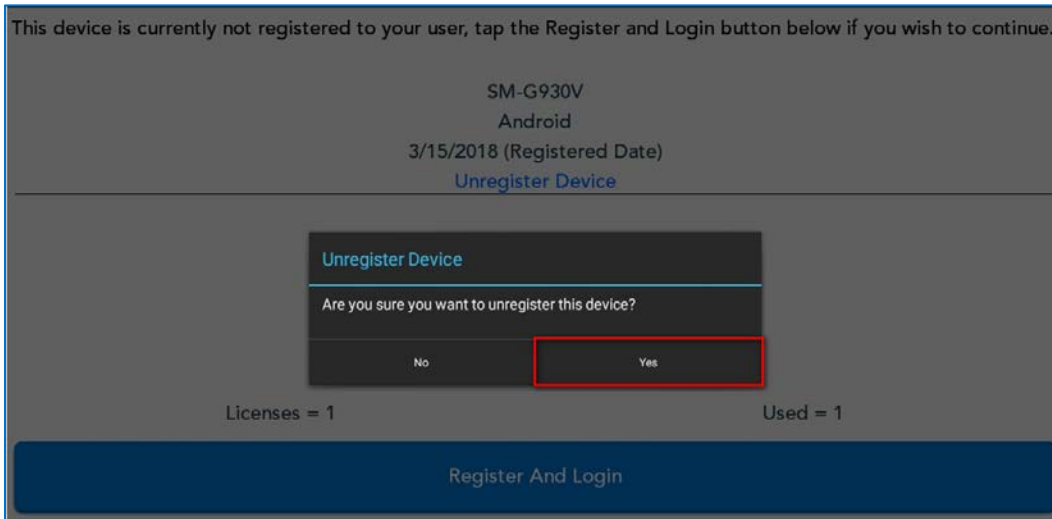 This device is currently not registered to your user, tap the Register and Login button below if you wish to continue.
SM-G930V
Android
3/15/2018 (Registered Date)
Unregister Device
Unregister Device
Are you sure you want to unregister this device?
No Yes
Licenses = 1 Used = 1
Register And Login